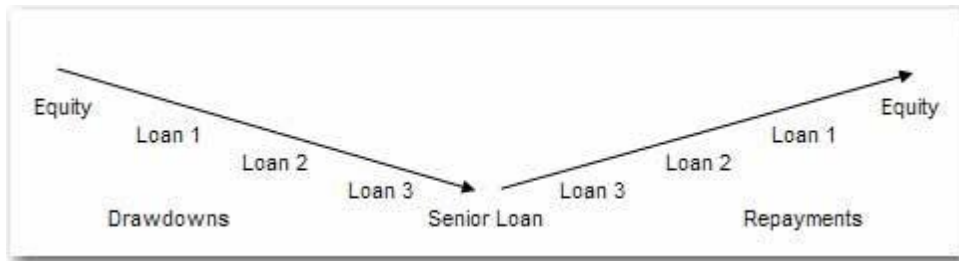 Equity
Equity
Loan 1
Loan 1
Loan 2
Loan 2
Loan 3
Loan 3
Drawdowns
Senior Loan
Repayments